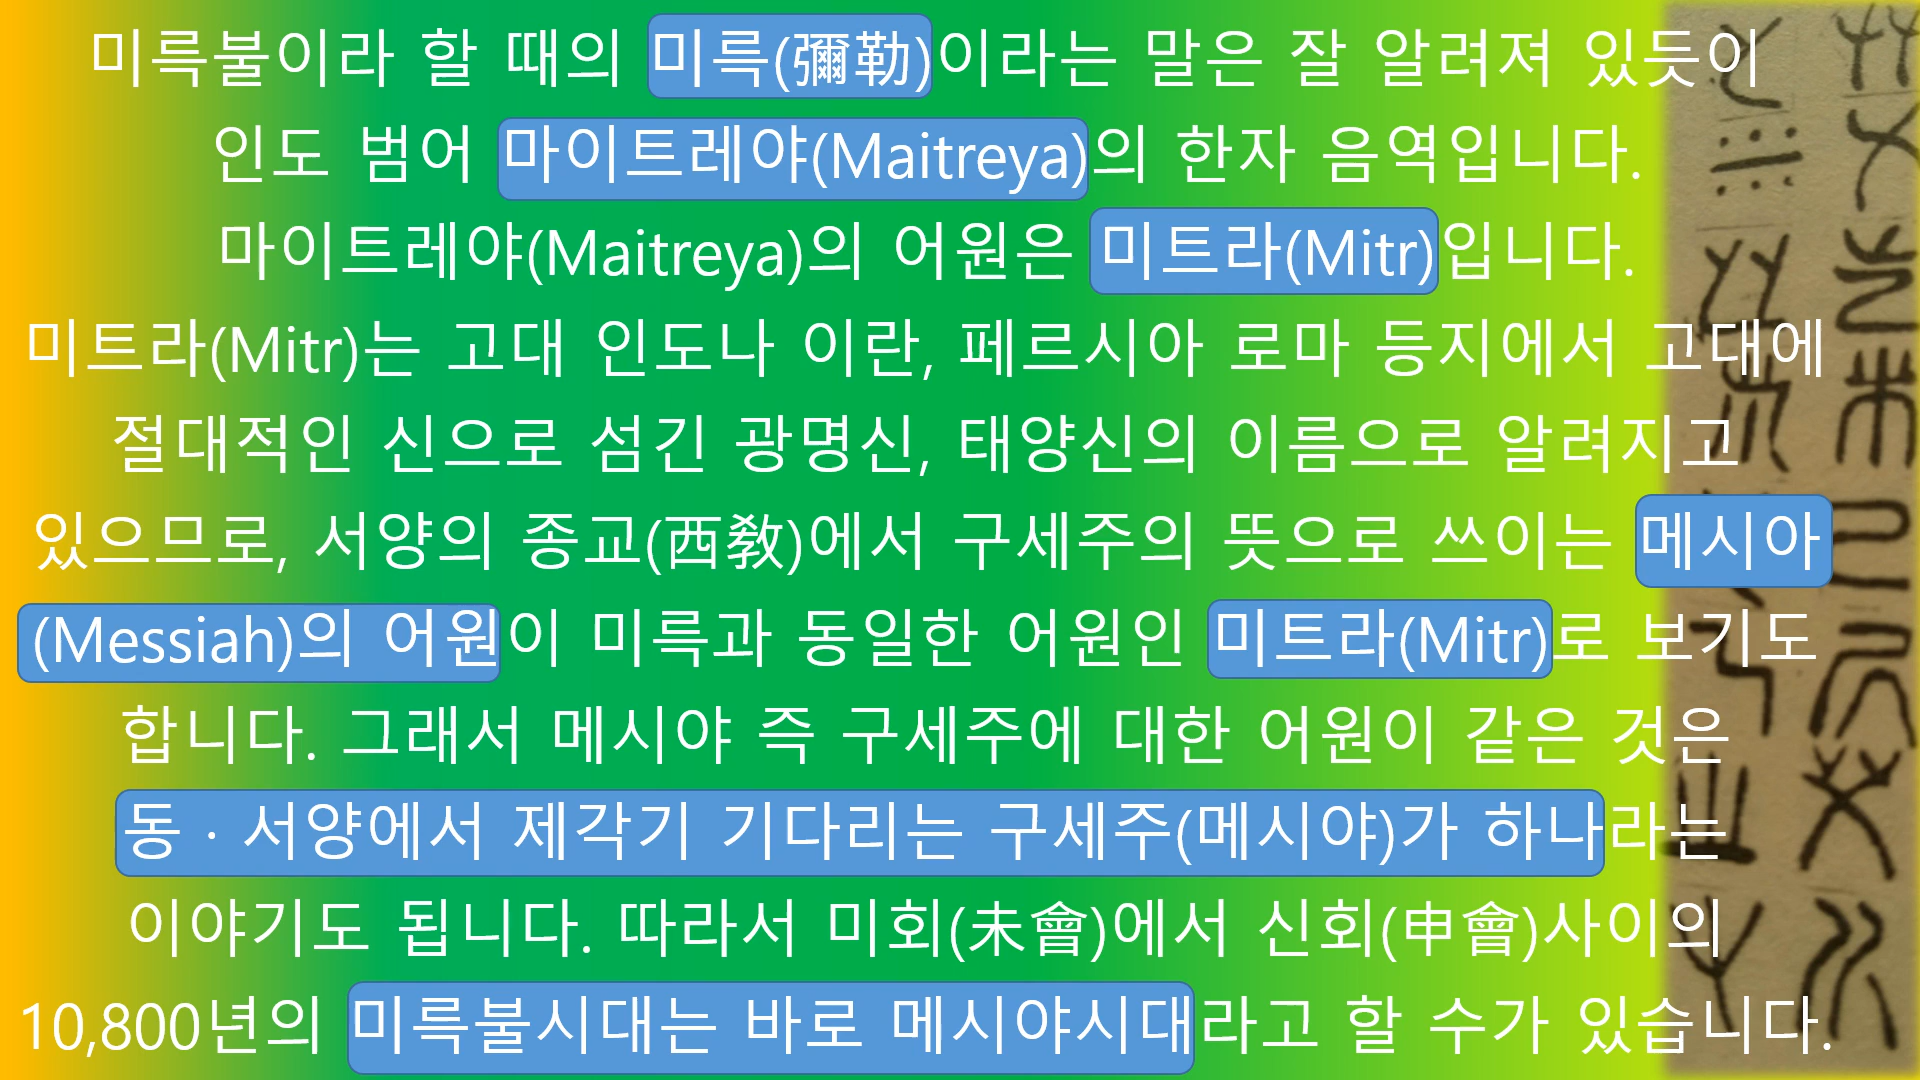 미륵불이라 할 때의 미륵(彌勒)이라는 말은 잘 알려져 있듯이
인도 범어 마이트레야(Maitreya)의 한자 음역입니다.
마이트레야(Maitreya)의 어원은 미트라(Mitr)입니다.
미트라(Mitr)는 고대 인도나 이란, 페르시아 로마 등지에서 고대에
절대적인 신으로 섬긴 광명신, 태양신의 이름으로 알려지고
있으므로, 서양의 종교(西敎)에서 구세주의 뜻으로 쓰이는 메시아
(Messiah)의 어원이 미륵과 동일한 어원인 미트라(Mitr)로 보기도
합니다. 그래서 메시야 즉 구세주에 대한 어원이 같은 것은
동 · 서양에서 제각기 기다리는 구세주(메시야)가 하나라는
이야기도 됩니다. 따라서 미회(未會)에서 신회(申會)사이의
10,800년의 미륵불시대는 바로 메시야시대라고 할 수가 있습니다.